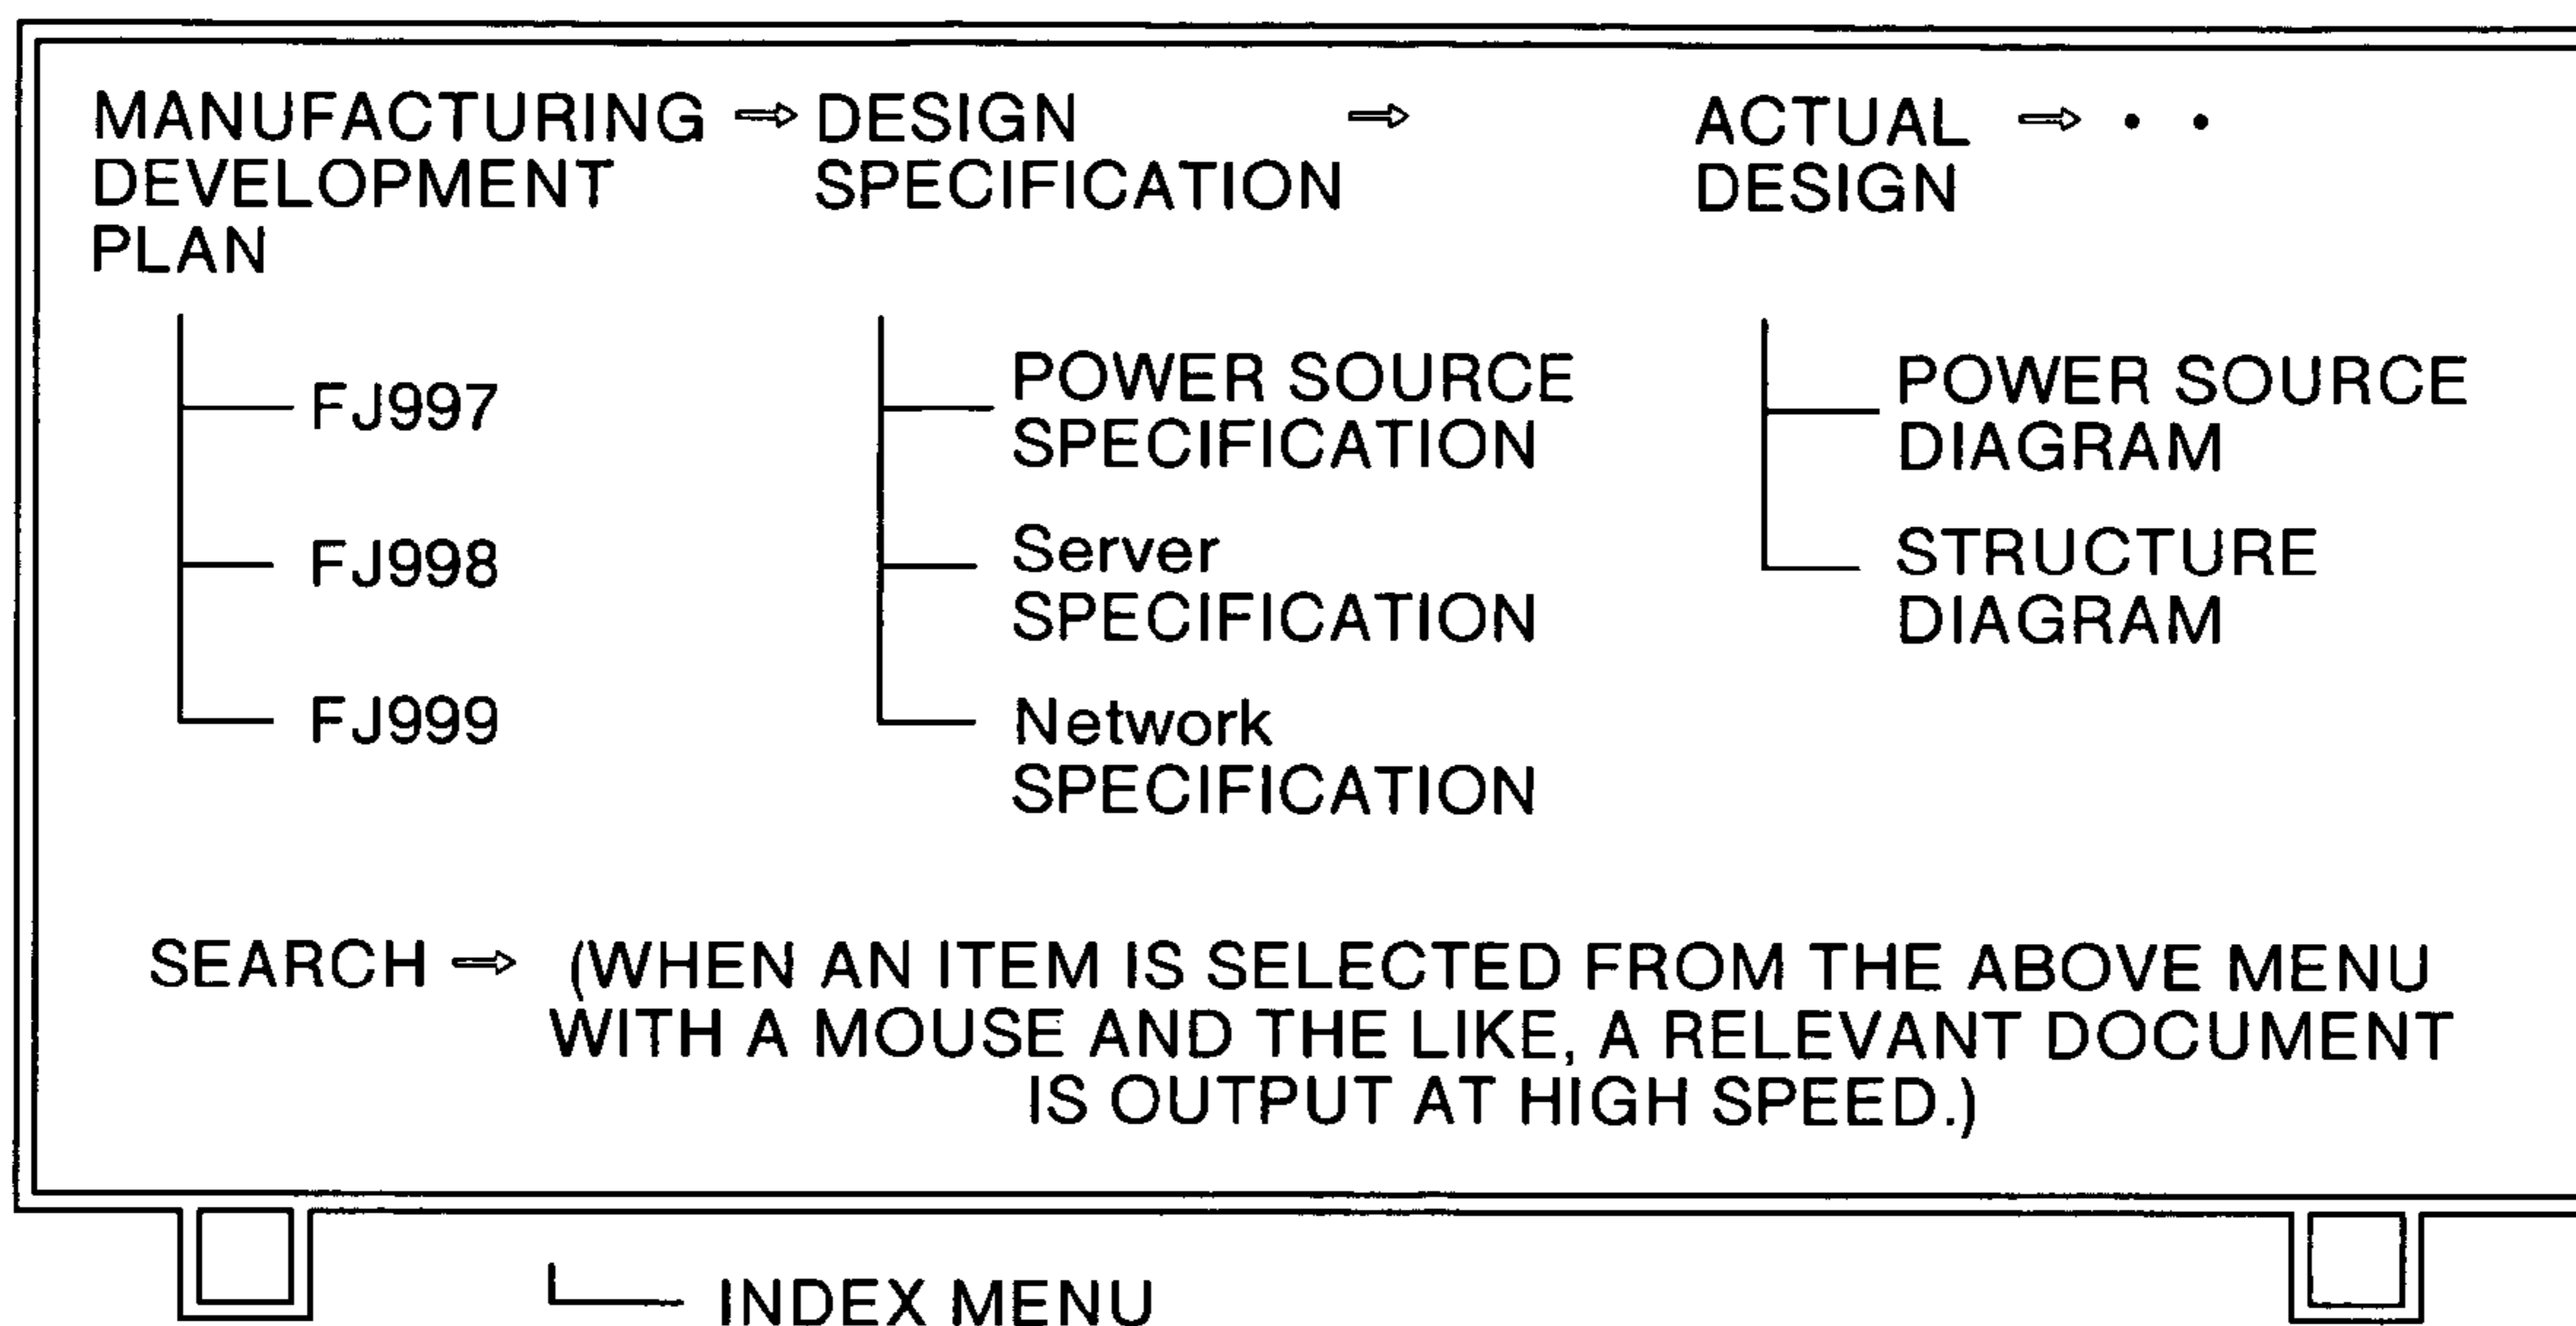 MANUFACTURING ⇒ DESIGN ⇒ ACTUAL ⇒ • •
DEVELOPMENT SPECIFICATION DESIGN
PLAN
FJ997
FJ998
FJ999
POWER SOURCE
SPECIFICATION
Server
SPECIFICATION
Network
SPECIFICATION
POWER SOURCE
DIAGRAM
STRUCTURE
DIAGRAM
SEARCH ⇒ (WHEN AN ITEM IS SELECTED FROM THE ABOVE MENU
WITH A MOUSE AND THE LIKE, A RELEVANT DOCUMENT
IS OUTPUT AT HIGH SPEED.)
INDEX MENU